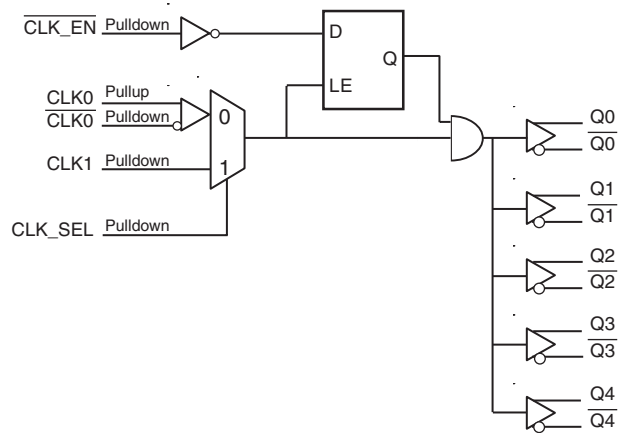 CLK_EN Pulldown
D
Q
LE
CLK0 Pullup
CLK0 Pulldown
0
CLK1 Pulldown
1
CLK_SEL Pulldown
Q0
Q0
Q1
Q1
Q2
Q2
Q3
Q3
Q4
Q4